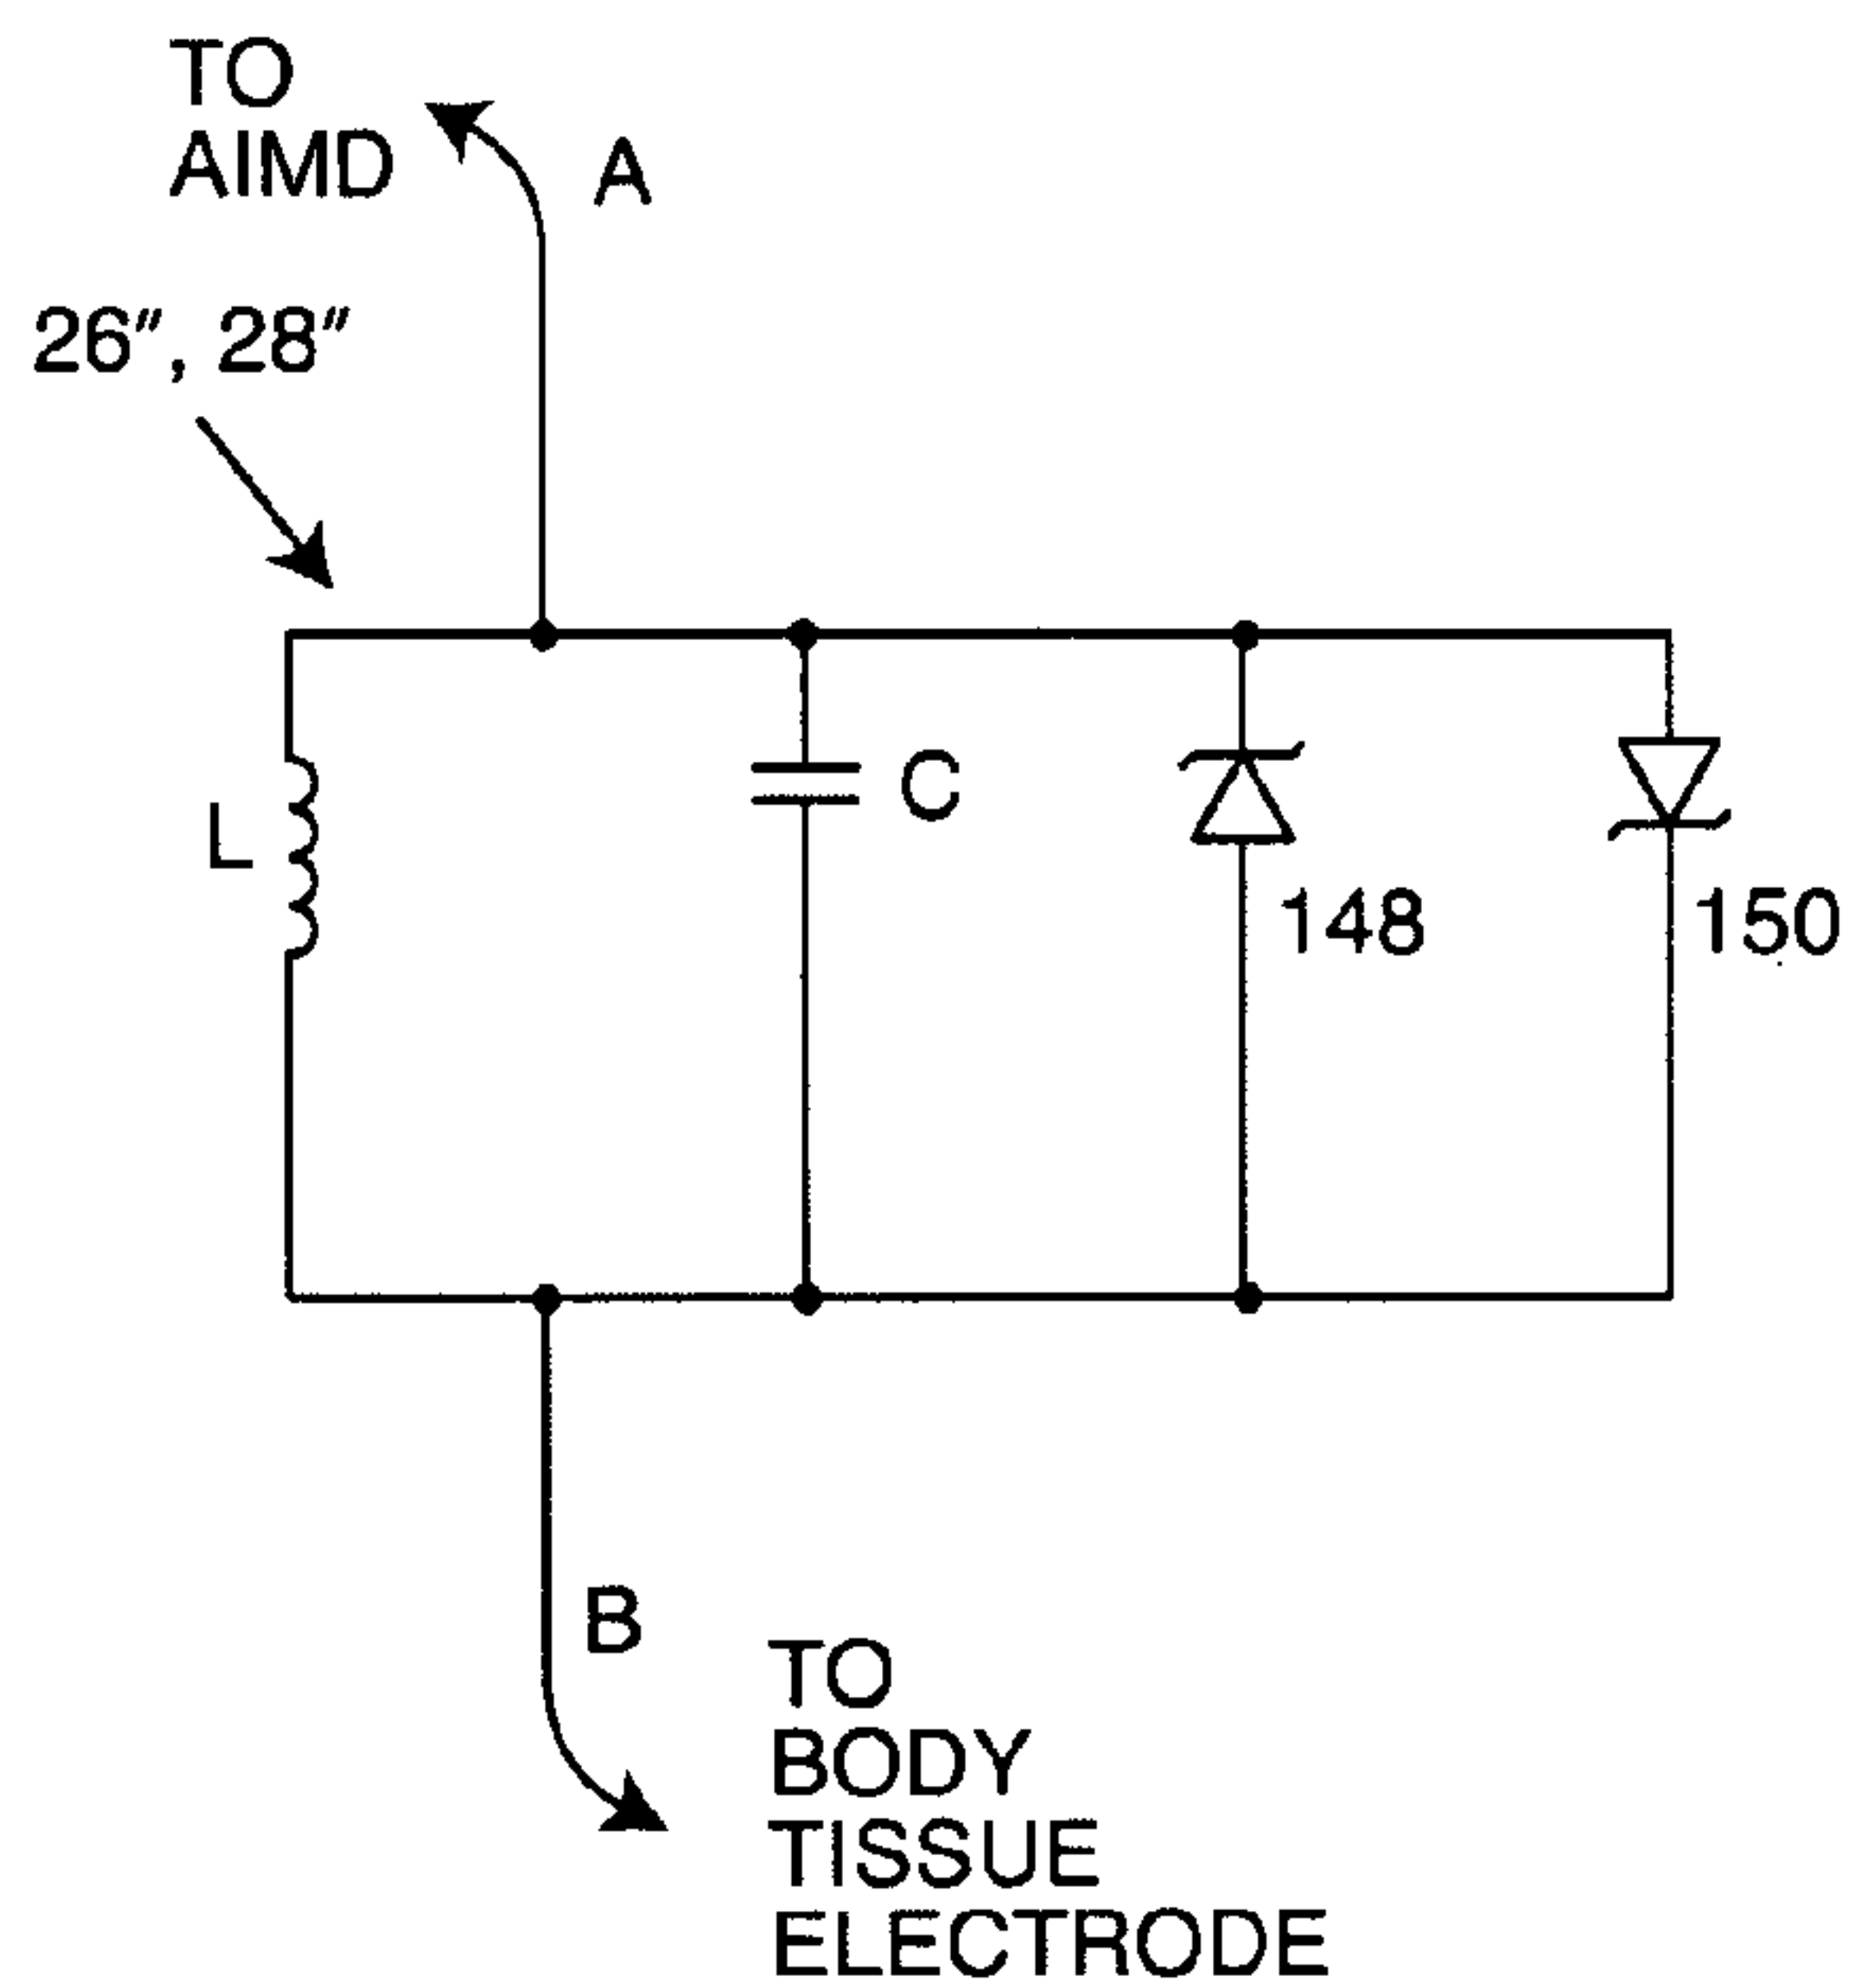 TO
AIMD
A
26″, 28″
L
C
148
150
B
TO
BODY
TISSUE
ELECTRODE